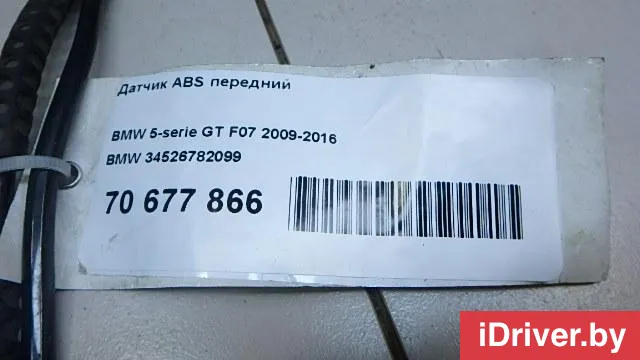 Датчик ABS передний
BMW 5-serie GT F07 2009-2016
BMW 34526782099
70 677 866
iDriver.by